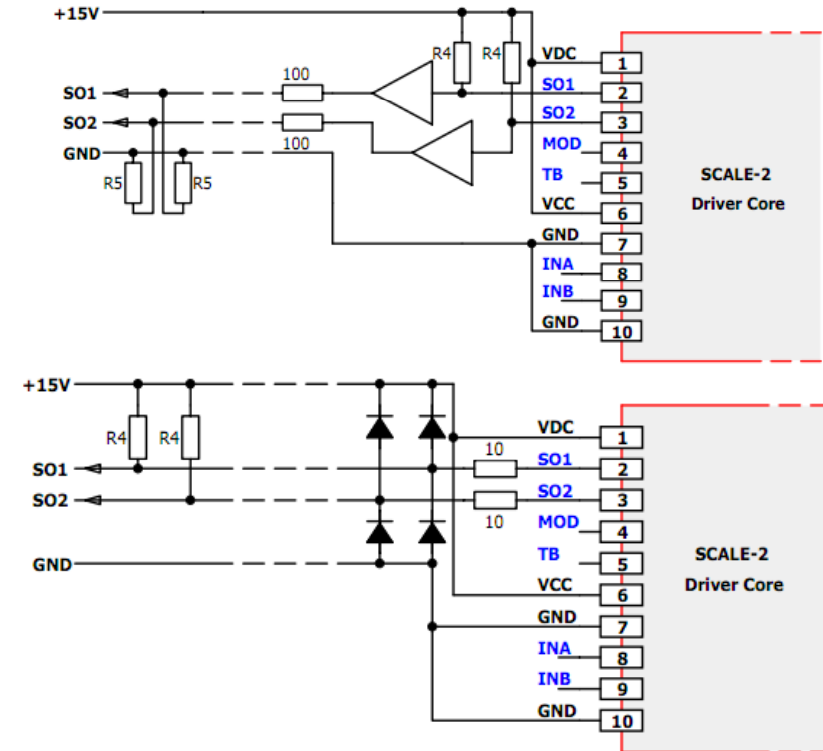 +15V
R4 R4 VDC 1
100 SO1 2
SO1
SO2 3
SO2
100 MOD 4
GND
TB 5 SCALE-2
R5 R5 Driver Core
VCC 6
GND 7
INA 8
INB 9
GND 10
+15V
VDC 1
R4 R4 10
SO1 SO1 2
SO2 SO2 3
10 MOD 4
TB 5 SCALE-2
GND
VCC 6 Driver Core
GND 7
INA 8
INB 9
GND 10